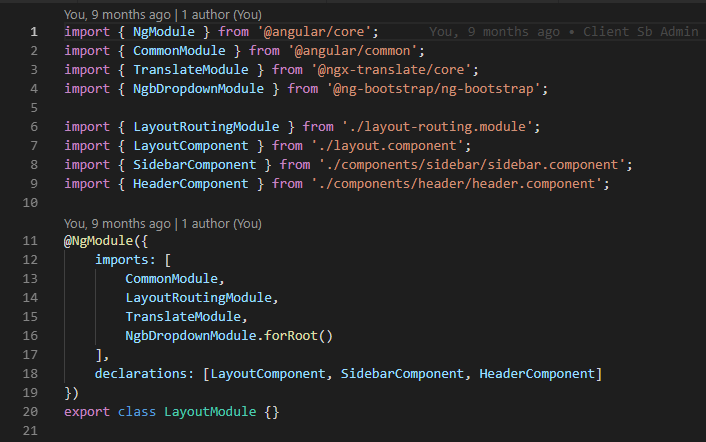 You, 9 months ago | 1 author (You)
1 import { NgModule } from '@angular/core'; You, 9 months ago • Client Sb Admin
2 import { CommonModule } from '@angular/common';
3 import { TranslateModule } from '@ngx-translate/core';
4 import { NgbDropdownModule } from '@ng-bootstrap/ng-bootstrap';
5
6 import { LayoutRoutingModule } from './layout-routing.module';
7 import { LayoutComponent } from './layout.component';
8 import { SidebarComponent } from './components/sidebar/sidebar.component';
9 import { HeaderComponent } from './components/header/header.component';
10
You, 9 months ago | 1 author (You)
11 @NgModule({
12     imports: [
13         CommonModule,
14         LayoutRoutingModule,
15         TranslateModule,
16         NgbDropdownModule.forRoot()
17     ],
18     declarations: [LayoutComponent, SidebarComponent, HeaderComponent]
19 })
20 export class LayoutModule {}
21